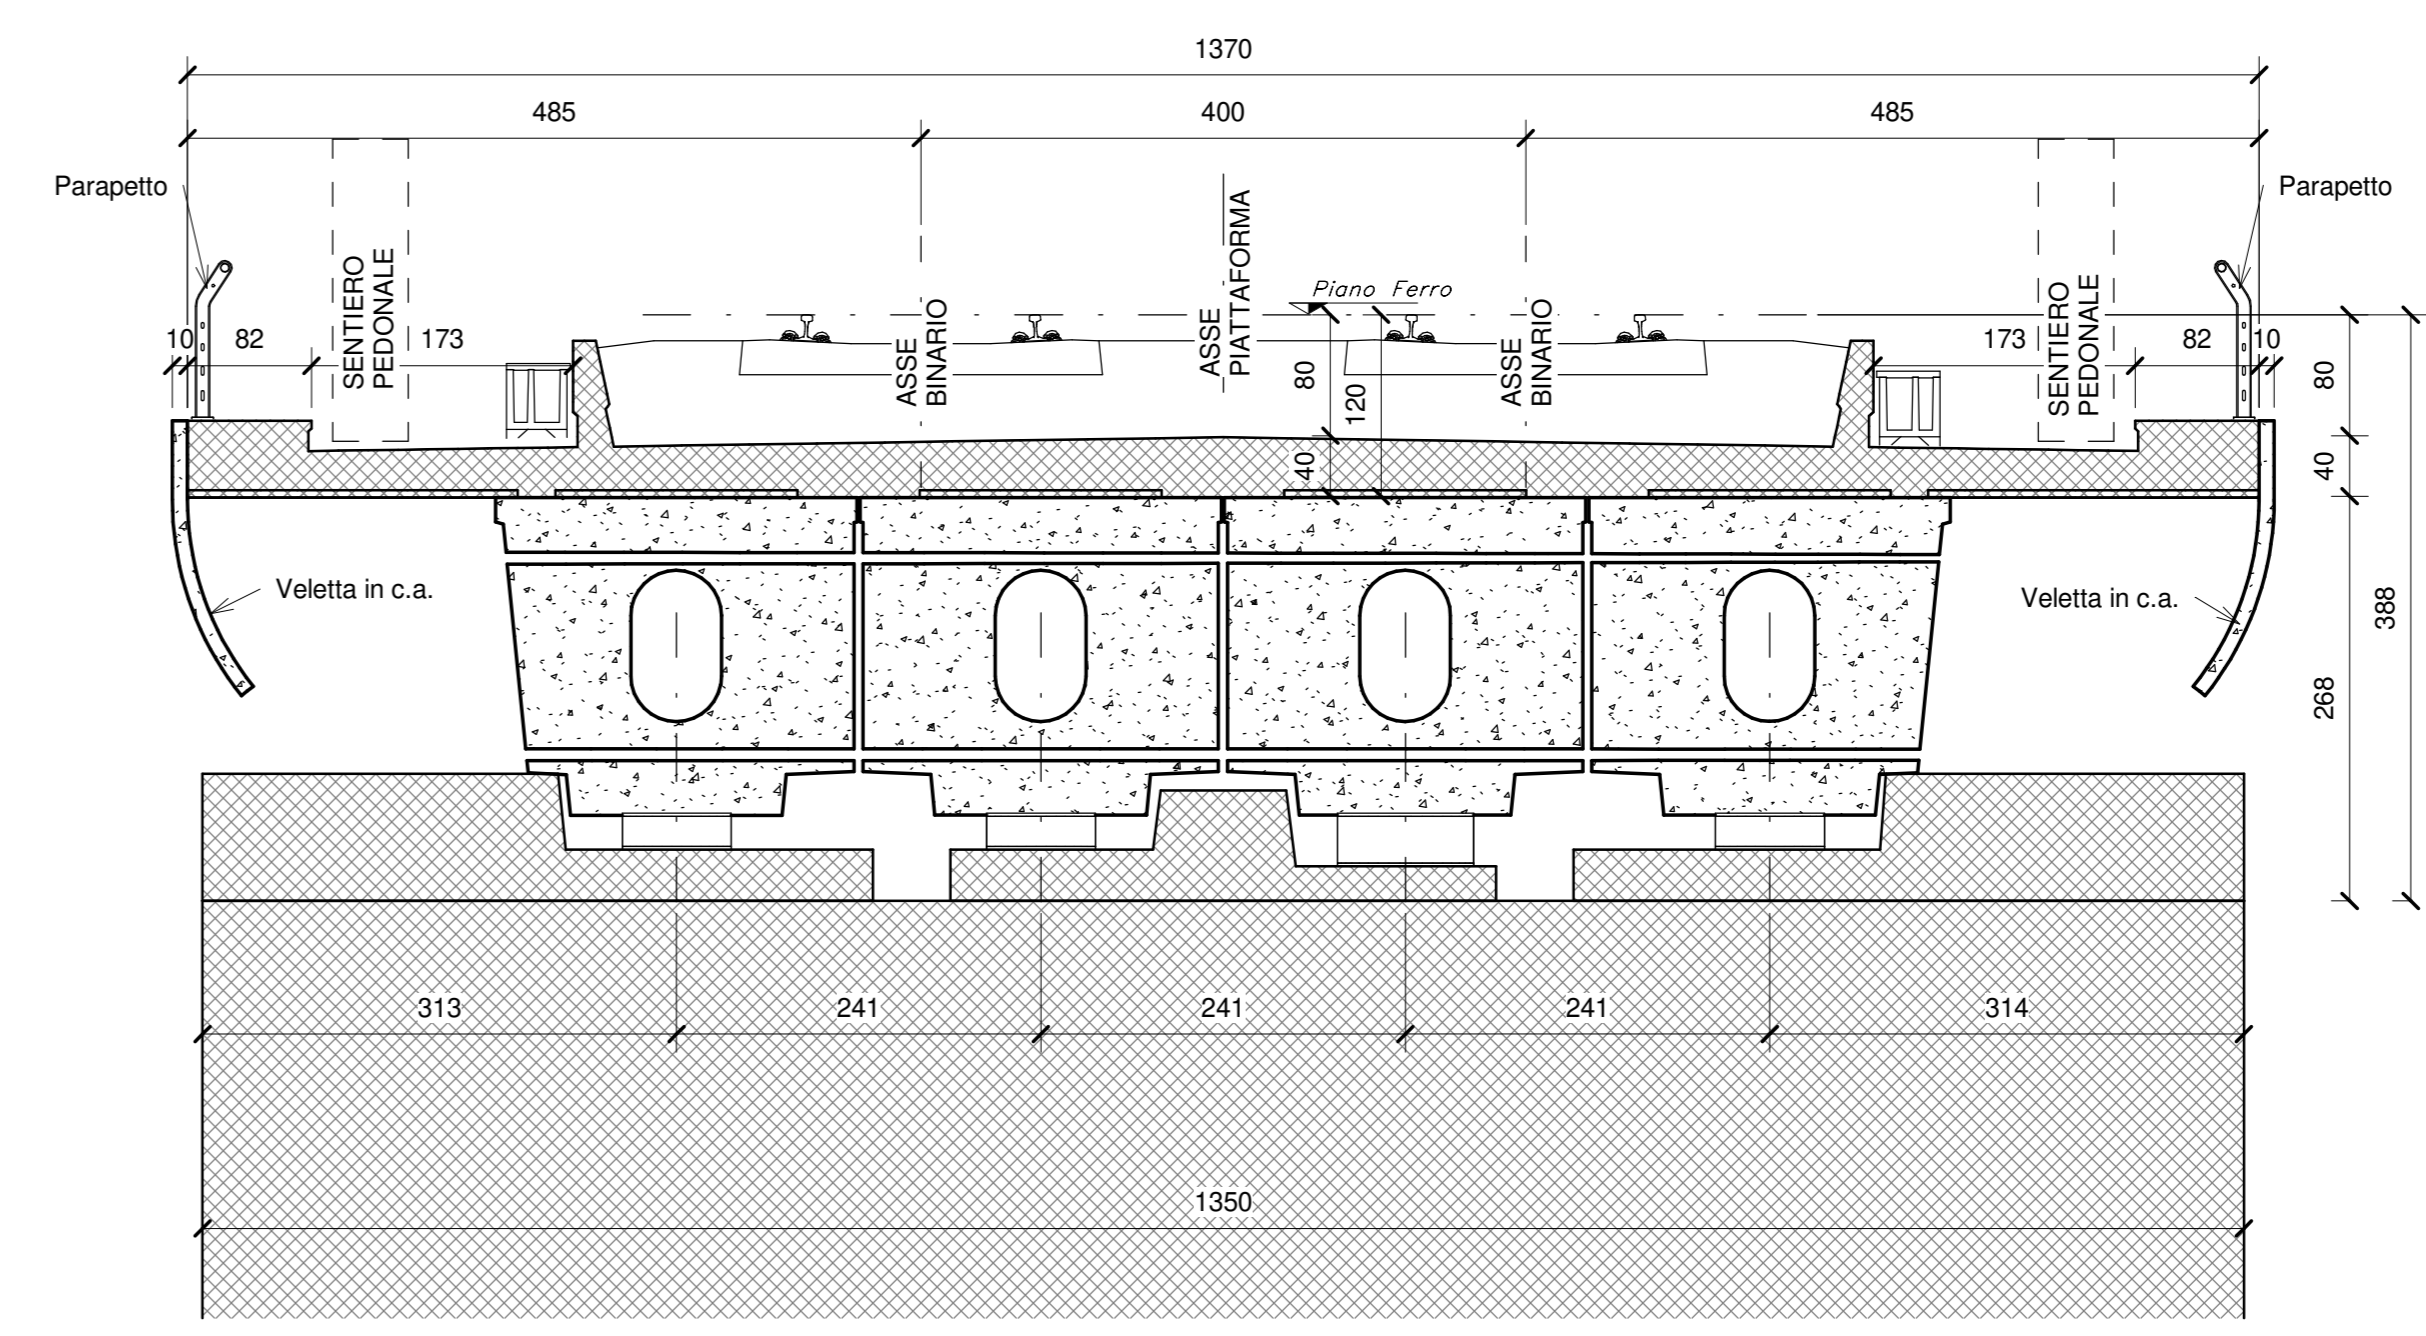 1370
485
400
485
Parapetto
Parapetto
SENTIERO
PEDONALE
ASSE
BINARIO
ASSE
PIATTAFORMA
Piano Ferro
ASSE
BINARIO
SENTIERO
PEDONALE
10
82
173
173
82
10
80
120
40
80
40
268
388
Veletta in c.a.
Veletta in c.a.
313
241
241
241
314
1350